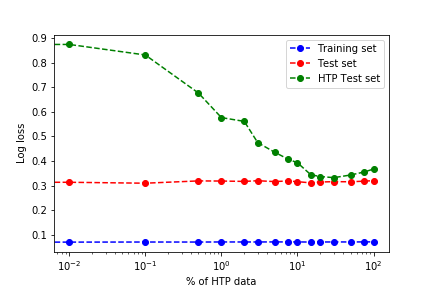 0.9
0.8
0.7
0.6
0.5
0.4
0.3
0.2
0.1
Log loss
Training set
Test set
HTP Test set
10⁻² 10⁻¹ 10⁰ 10¹ 10²
% of HTP data